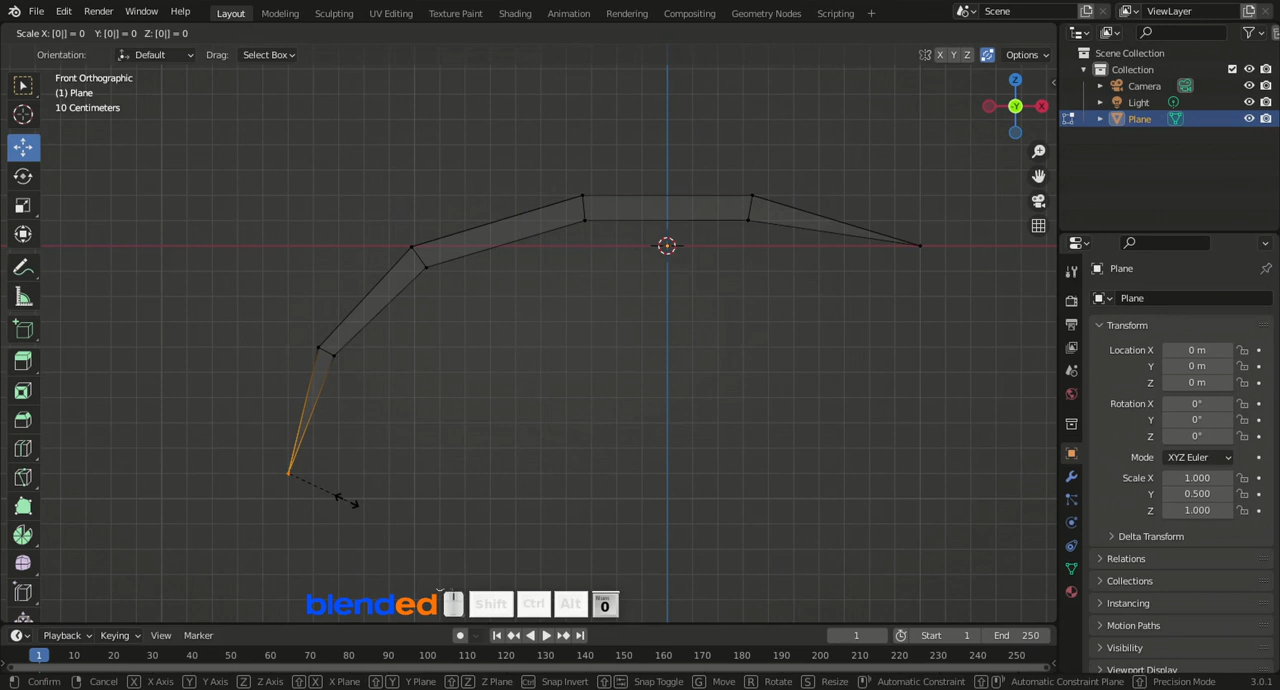 File Edit Render Window Help Layout Modeling Sculpting UV Editing Texture Paint Shading Animation Rendering Compositing Geometry Nodes Scripting + Scene ViewLayer
Scale X: [0|] = 0 Y: [0|] = 0 Z: [0|] = 0
Orientation: Default Drag: Select Box X Y Z Options
Front Orthographic
(1) Plane
10 Centimeters
Z
X
-Y
Scene Collection
Collection
Camera
Light
Plane
Plane
Plane
Transform
Location X 0 m
Y 0 m
Z 0 m
Rotation X 0°
Y 0°
Z 0°
Mode XYZ Euler
Scale X 1.000
Y 0.500
Z 1.000
Delta Transform
Relations
Collections
Instancing
Motion Paths
Visibility
Viewport Display
blended Shift Ctrl Alt Num 0
Playback Keying View Marker 1 Start 1 End 250
1 10 20 30 40 50 60 70 80 90 100 110 120 130 140 150 160 170 180 190 200 210 220 230 240 250
Confirm Cancel X X Axis Y Y Axis Z Z Axis X X Plane Y Y Plane Z Z Plane Ctrl Snap Invert Snap Toggle G Move R Rotate S Resize Automatic Constraint Automatic Constraint Plane Precision Mode 3.0.1